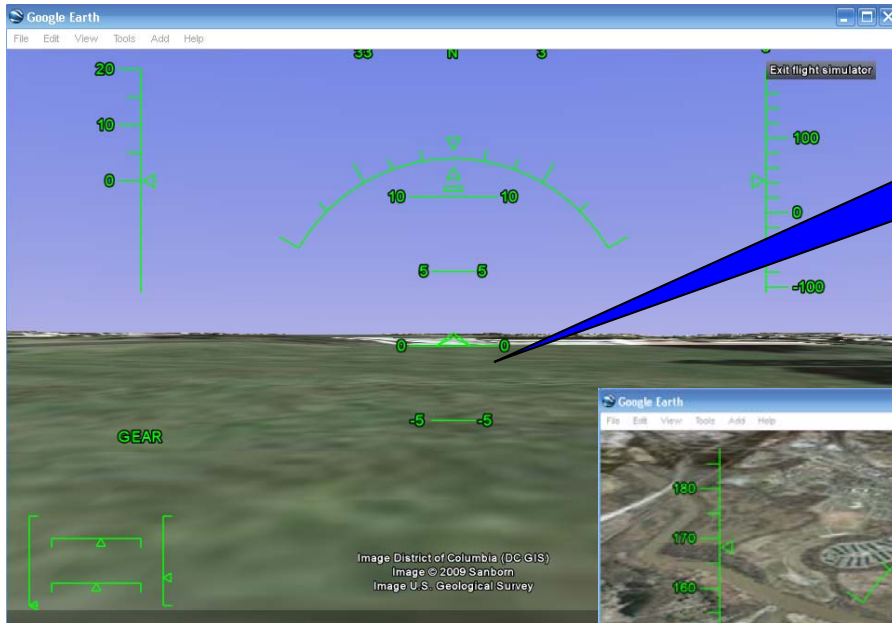 Google Earth
File Edit View Tools Add Help
33 N 3
Exit flight simulator
20
10
0
10 10
5 5
0 0
-5 -5
100
0
-100
GEAR
Image District of Columbia (DC GIS)
Image © 2009 Sanborn
Image U.S. Geological Survey
Google Earth
File Edit View Tools Add Help
180
170
160